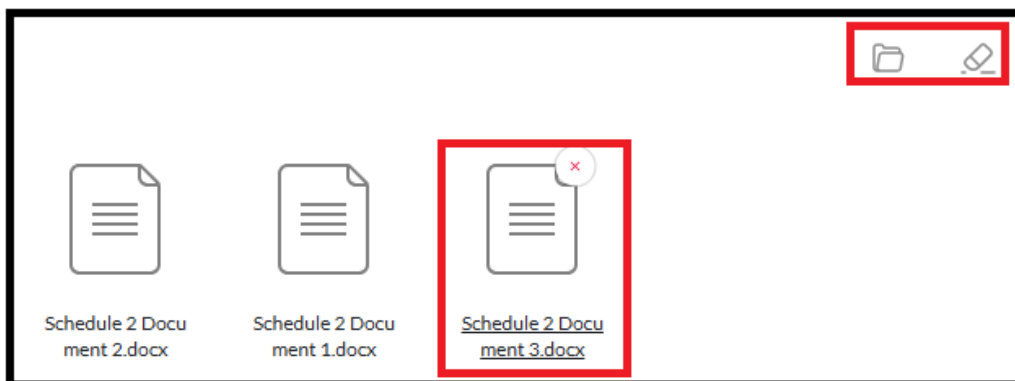 Schedule 2 Docu
ment 2.docx
Schedule 2 Docu
ment 1.docx
Schedule 2 Docu
ment 3.docx